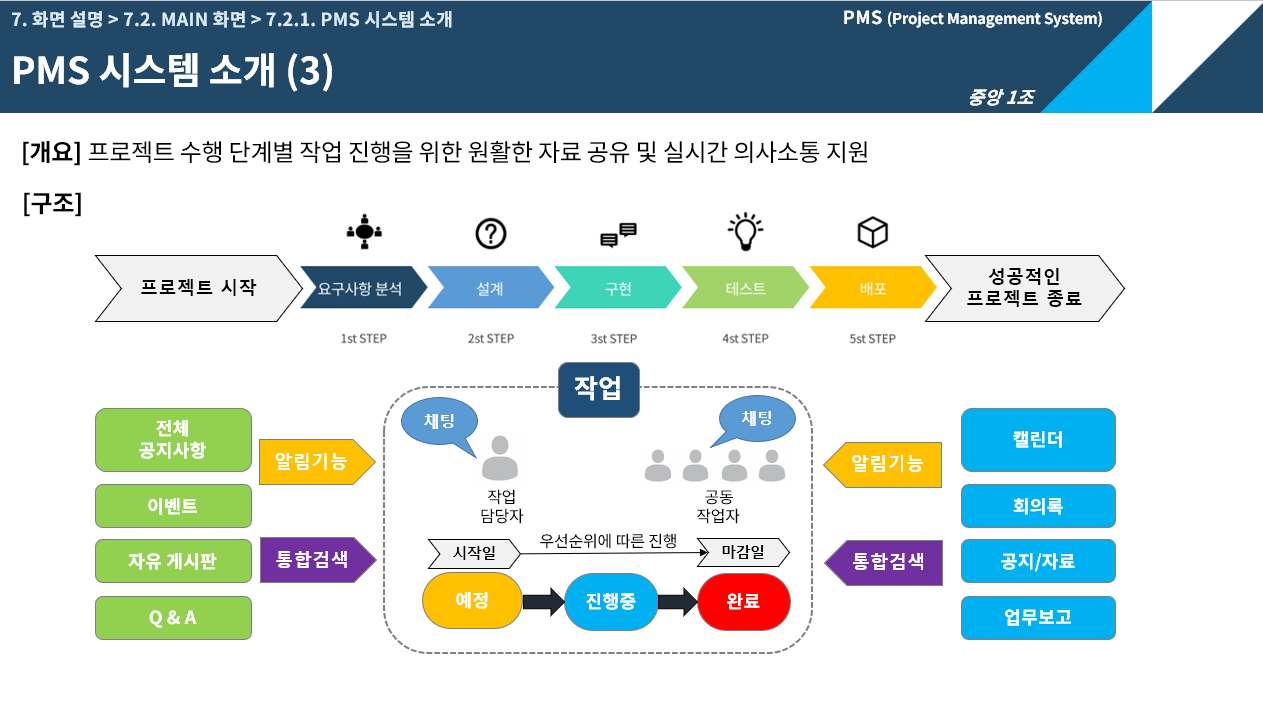 7. 화면 설명 > 7.2. MAIN 화면 > 7.2.1. PMS 시스템 소개
PMS (Project Management System)
PMS 시스템 소개 (3)
중앙 1조
[개요] 프로젝트 수행 단계별 작업 진행을 위한 원활한 자료 공유 및 실시간 의사소통 지원
[구조]
프로젝트 시작
요구사항 분석
설계
구현
테스트
배포
성공적인
프로젝트 종료
1st STEP
2st STEP
3st STEP
4st STEP
5st STEP
작업
전체
공지사항
이벤트
자유 게시판
Q & A
알림기능
통합검색
채팅
작업
담당자
채팅
공동
작업자
시작일
우선순위에 따른 진행
마감일
예정
진행중
완료
알림기능
통합검색
캘린더
회의록
공지/자료
업무보고